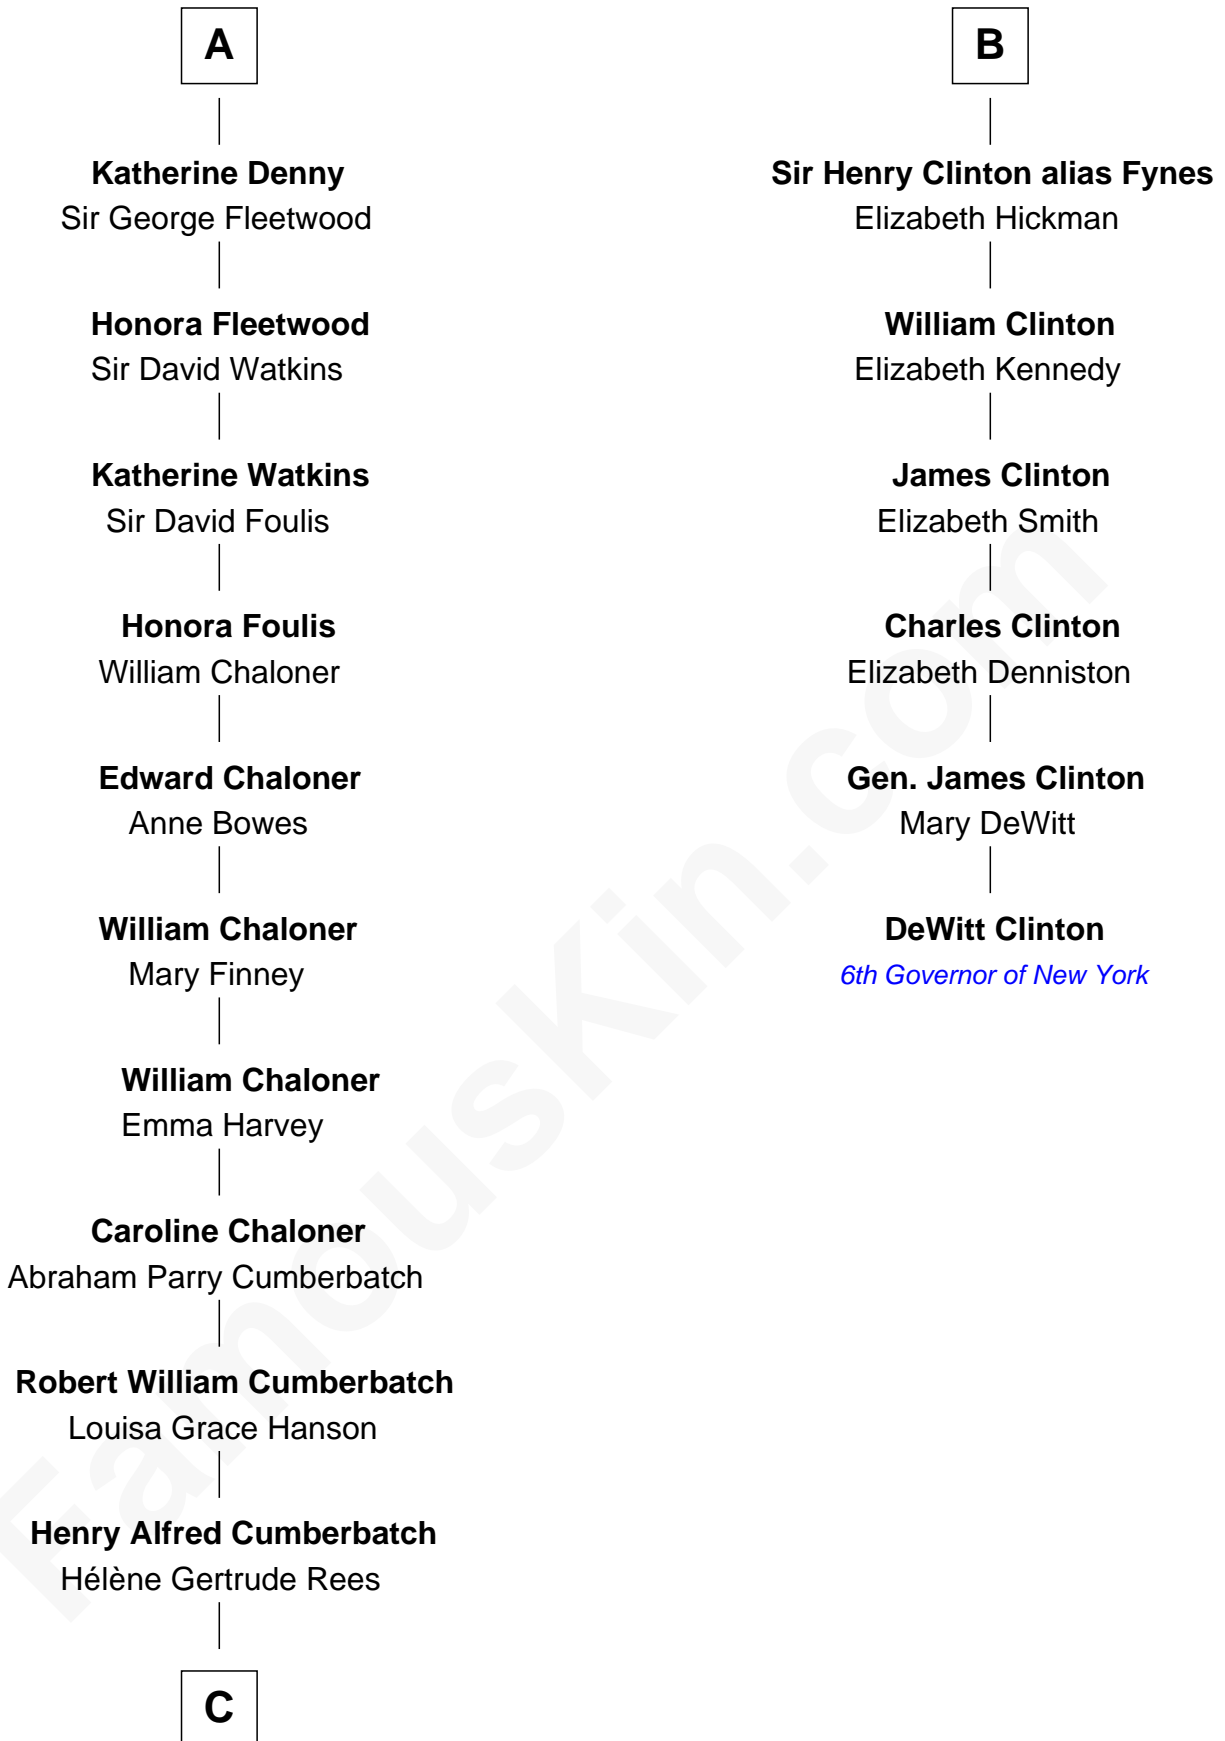 A
Katherine Denny
Sir George Fleetwood
Honora Fleetwood
Sir David Watkins
Katherine Watkins
Sir David Foulis
Honora Foulis
William Chaloner
Edward Chaloner
Anne Bowes
William Chaloner
Mary Finney
William Chaloner
Emma Harvey
Caroline Chaloner
Abraham Parry Cumberbatch
Robert William Cumberbatch
Louisa Grace Hanson
Henry Alfred Cumberbatch
Hélène Gertrude Rees
C
B
Sir Henry Clinton alias Fynes
Elizabeth Hickman
William Clinton
Elizabeth Kennedy
James Clinton
Elizabeth Smith
Charles Clinton
Elizabeth Denniston
Gen. James Clinton
Mary DeWitt
DeWitt Clinton
6th Governor of New York
FamousKin.com